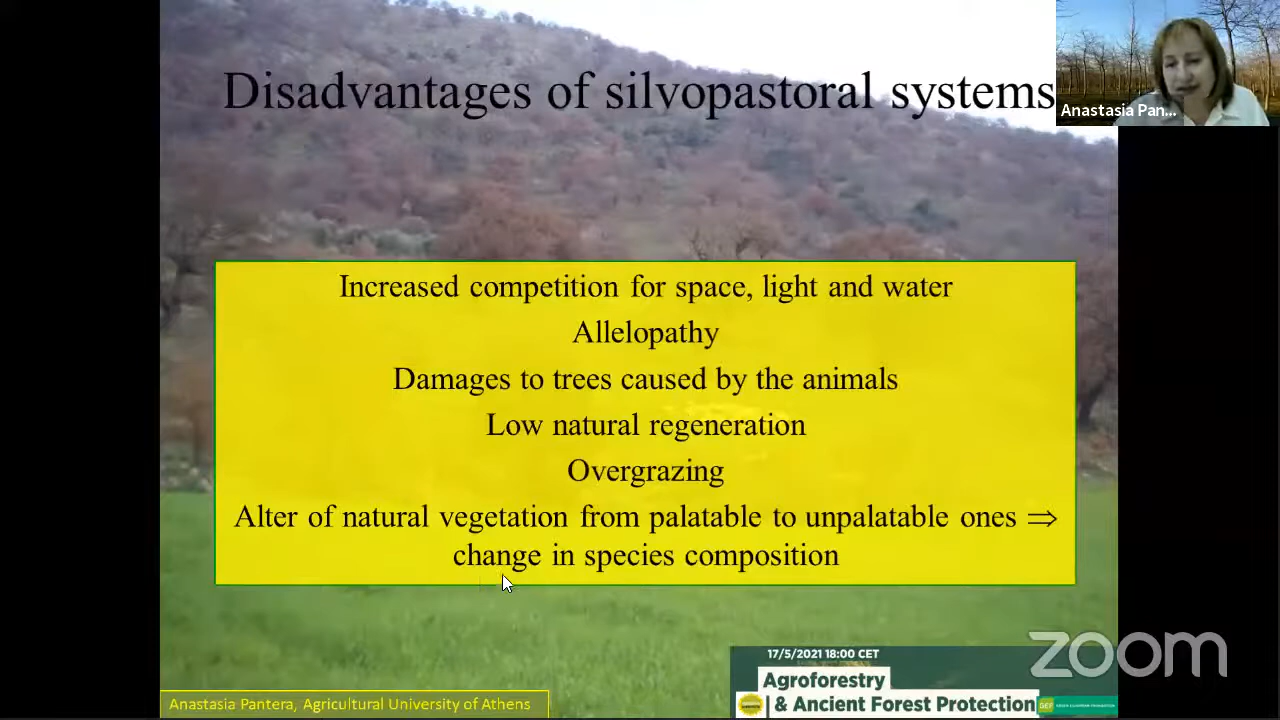 Disadvantages of silvopastoral systems
Anastasia Pan...
Increased competition for space, light and water
Allelopathy
Damages to trees caused by the animals
Low natural regeneration
Overgrazing
Alter of natural vegetation from palatable to unpalatable ones ⇒
change in species composition
17/5/2021 18:00 CET
Agroforestry
& Ancient Forest Protection
GEF
zoom
Anastasia Pantera, Agricultural University of Athens